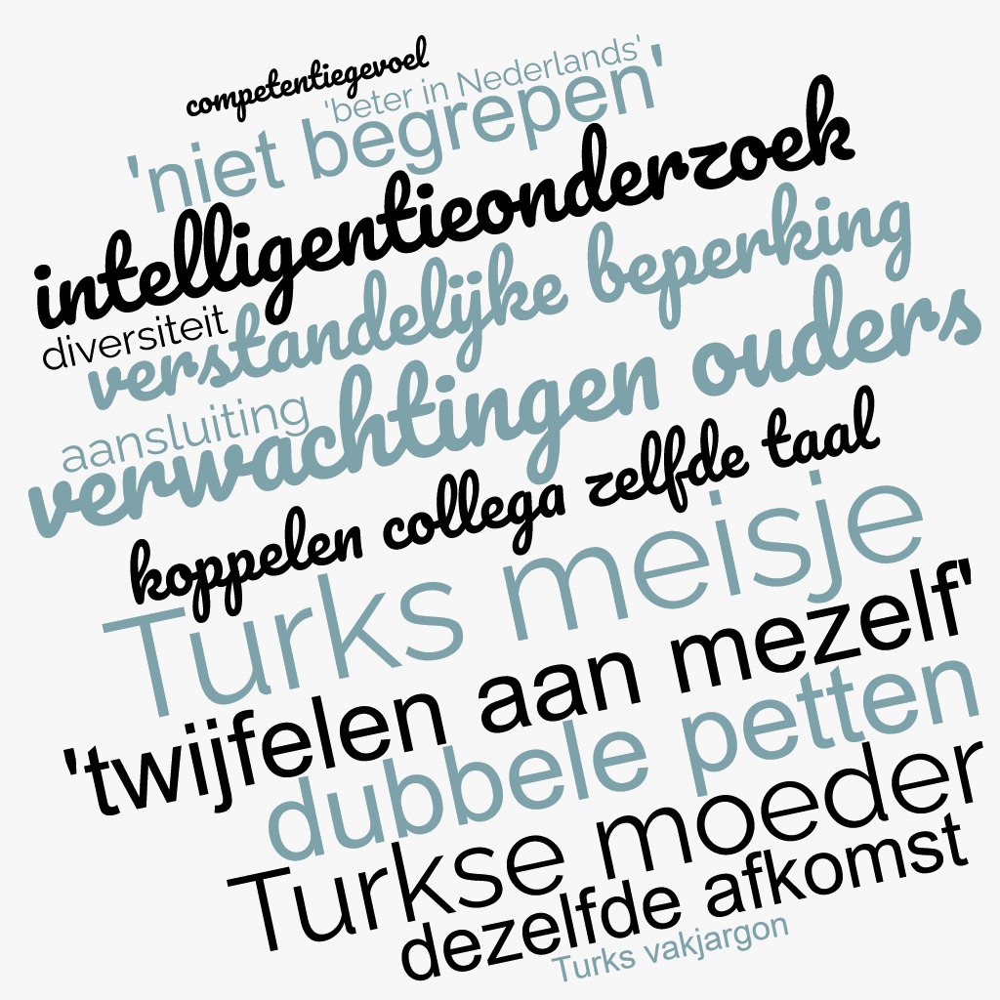 competentiegevoel
'beter in Nederlands'
'niet begrepen'
intelligentieonderzoek
diversiteit
verstandelijke beperking
aansluiting
verwachtingen ouders
koppelen collega zelfde taal
Turks meisje
'twijfelen aan mezelf'
dubbele petten
Turkse moeder
dezelfde afkomst
Turks vakjargon